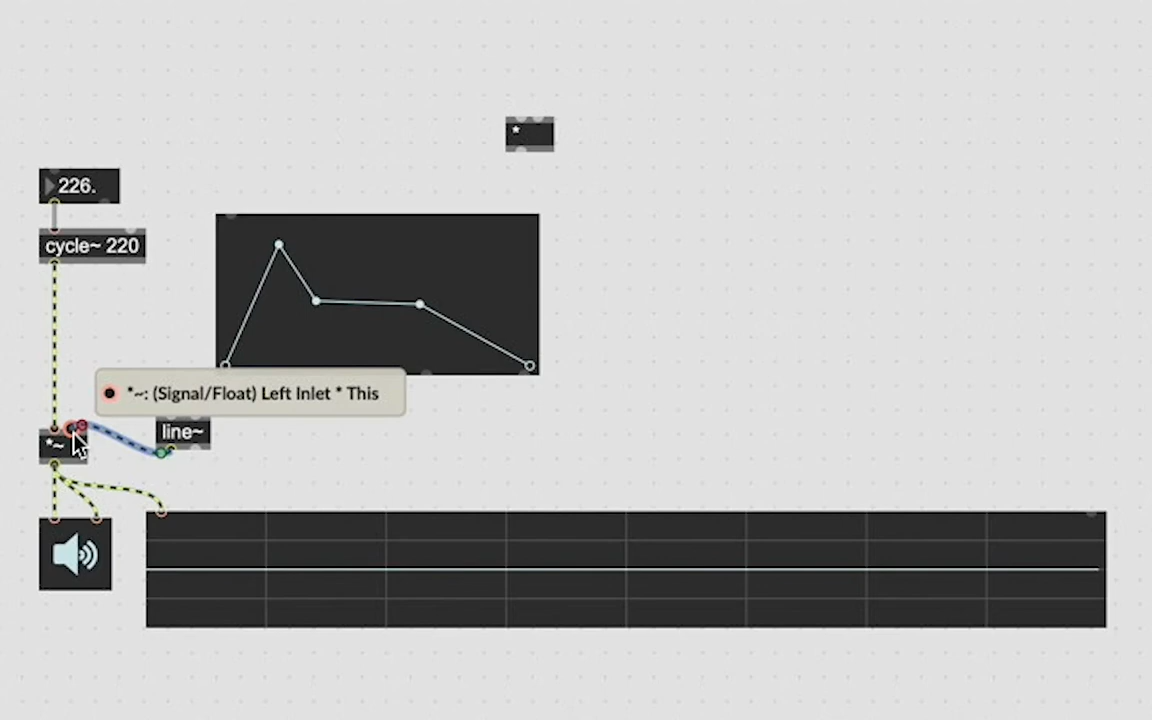 *
226.
cycle~ 220
*~: (Signal/Float) Left Inlet * This
line~
*~